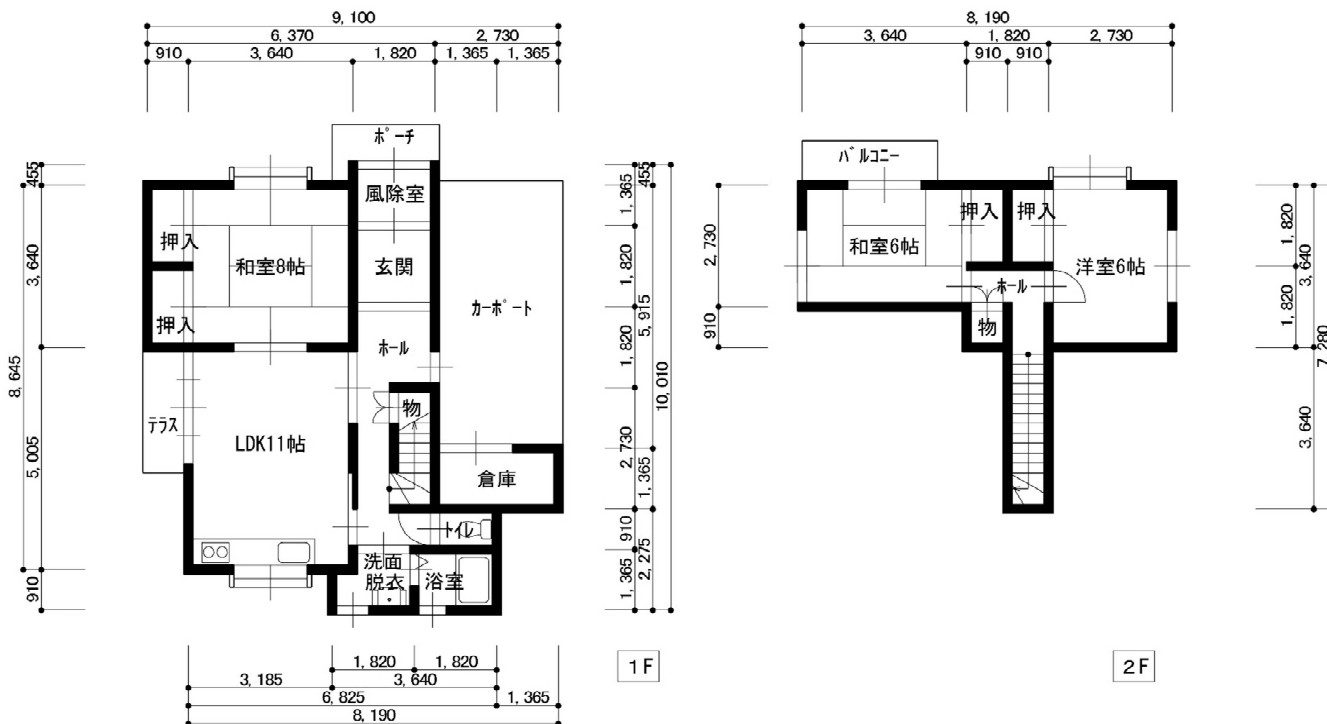 9,100
6,370
2,730
910
3,640
1,820
1,365
1,365
ポーチ
風除室
押入
和室8帖
玄関
押入
ホール
カーポート
物
テラス
LDK11帖
倉庫
トイレ
洗面
脱衣
浴室
455
3,640
8,645
5,005
910
455
1,365
1,820
1,820
5,915
10,010
2,730
1,365
910
2,275
1,365
1,820
1,820
3,185
3,640
6,825
1,365
8,190
1F
8,190
3,640
1,820
2,730
910
910
バルコニー
押入
押入
和室6帖
洋室6帖
ホール
物
2,730
910
1,820
3,640
1,820
7,280
3,640
2F